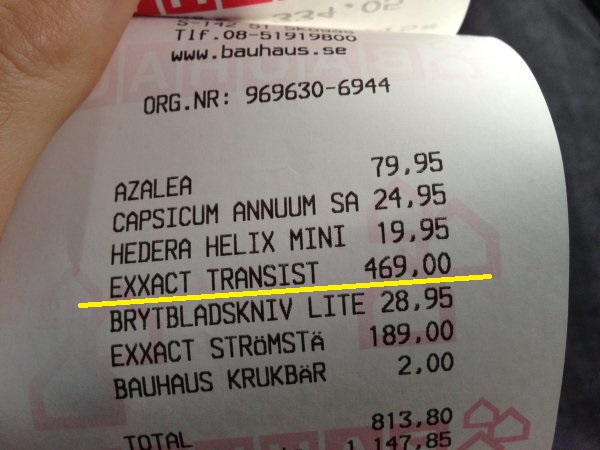 Tlf.08-51919800
www.bauhaus.se
ORG.NR: 969630-6944
AZALEA 79,95
CAPSICUM ANNUUM SA 24,95
HEDERA HELIX MINI 19,95
EXXACT TRANSIST 469,00
BRYTBLADSKNIV LITE 28,95
EXXACT STRÖMSTÄ 189,00
BAUHAUS KRUKBÄR 2,00
813,80
TOTAL 1 147,85